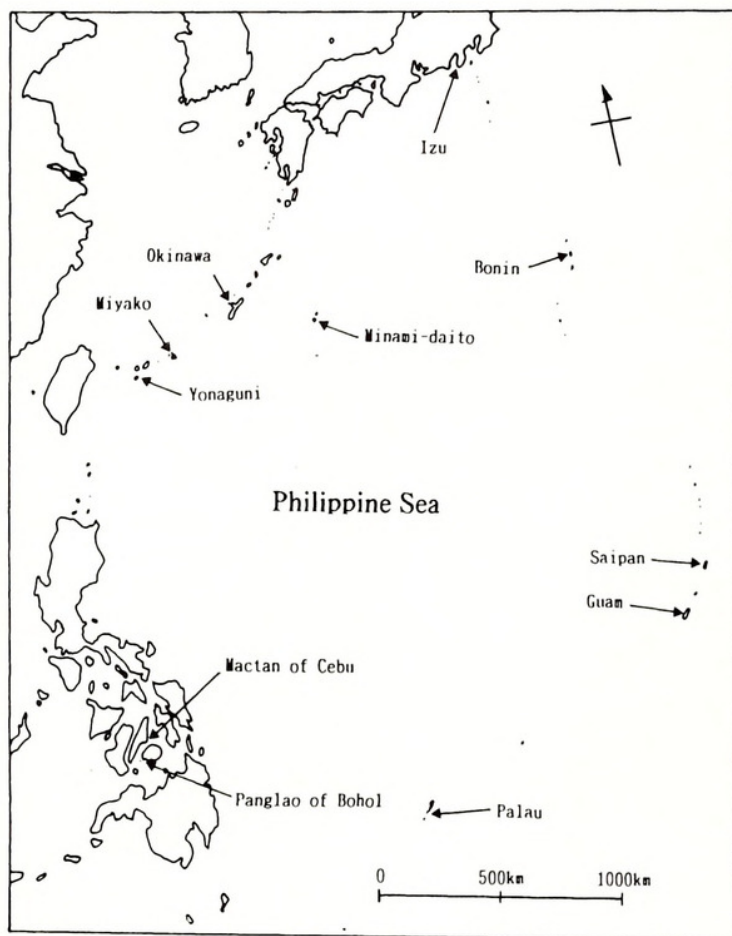 Izu
Bonin
Okinawa
Miyako
Minami-daito
Yonaguni
Philippine Sea
Saipan
Guam
Mactan of Cebu
Panglao of Bohol
Palau
0 500km 1000km